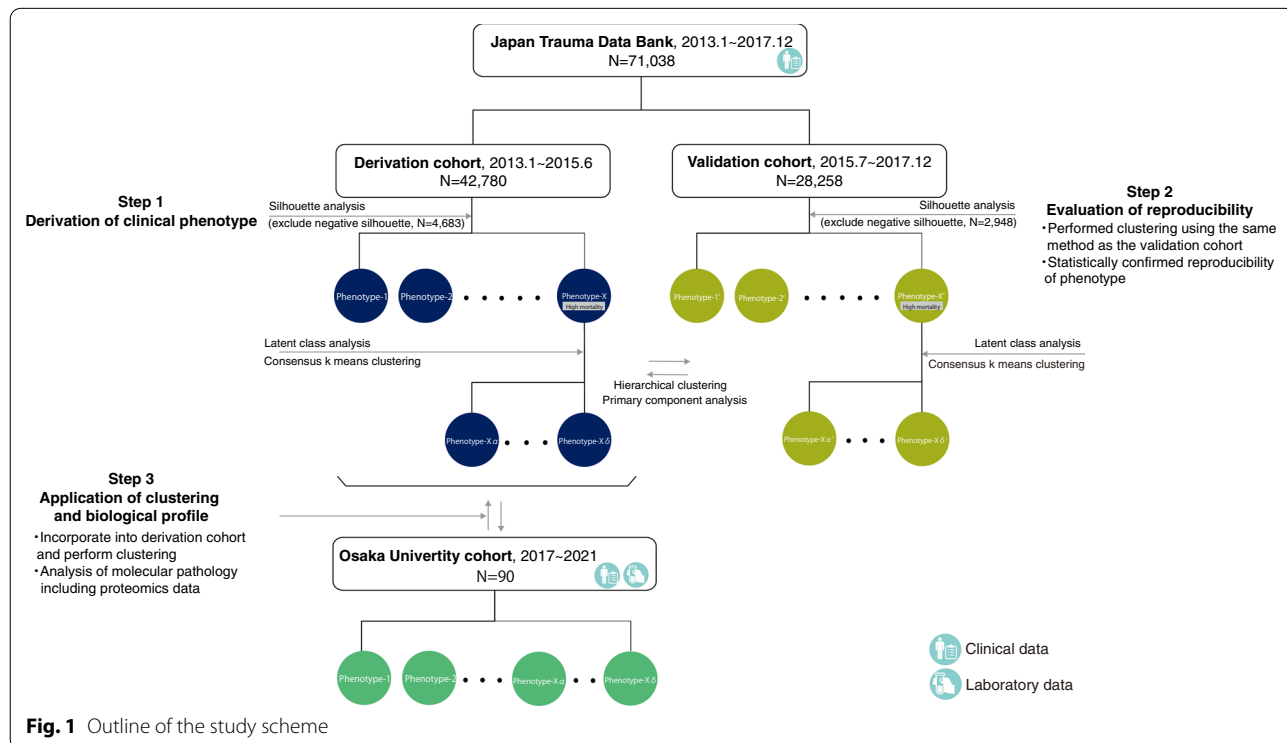 Japan Trauma Data Bank, 2013.1~2017.12
N=71,038
Derivation cohort, 2013.1~2015.6
N=42,780
Validation cohort, 2015.7~2017.12
N=28,258
Step 1
Derivation of clinical phenotype
Silhouette analysis
(exclude negative silhouette, N=4,683)
Silhouette analysis
(exclude negative silhouette, N=2,948)
Step 2
Evaluation of reproducibility
・Performed clustering using the same
method as the validation cohort
・Statistically confirmed reproducibility
of phenotype
Phenotype-1
Phenotype-2
Phenotype-X
High mortality
Phenotype-1'
Phenotype-2'
Phenotype-X'
High mortality
Latent class analysis
Consensus k means clustering
Hierarchical clustering
Primary component analysis
Latent class analysis
Consensus k means clustering
Phenotype-X α
Phenotype-X δ
Phenotype-X α'
Phenotype-X δ'
Step 3
Application of clustering
and biological profile
・Incorporate into derivation cohort
and perform clustering
・Analysis of molecular pathology
including proteomics data
Osaka Univertity cohort, 2017~2021
N=90
Phenotype-1
Phenotype-2
Phenotype-X α
Phenotype-X δ
Clinical data
Laboratory data
Fig. 1 Outline of the study scheme